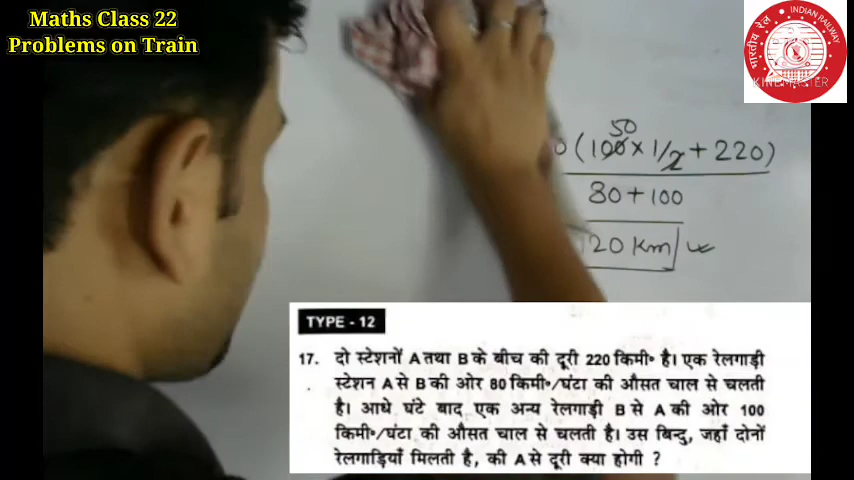 Maths Class 22
Problems on Train
INDIAN RAILWAY
भारतीय रेल
KINEMASTER
50
0 (100 × 1/2 + 220)
80 + 100
120 Km
TYPE - 12
17. दो स्टेशनों A तथा B के बीच की दूरी 220 किमी॰ है। एक रेलगाड़ी
स्टेशन A से B की ओर 80 किमी॰/घंटा की औसत चाल से चलती
है। आधे घंटे बाद एक अन्य रेलगाड़ी B से A की ओर 100
किमी॰/घंटा की औसत चाल से चलती है। उस बिन्दु, जहाँ दोनों
रेलगाड़ियाँ मिलती है, की A से दूरी क्या होगी ?